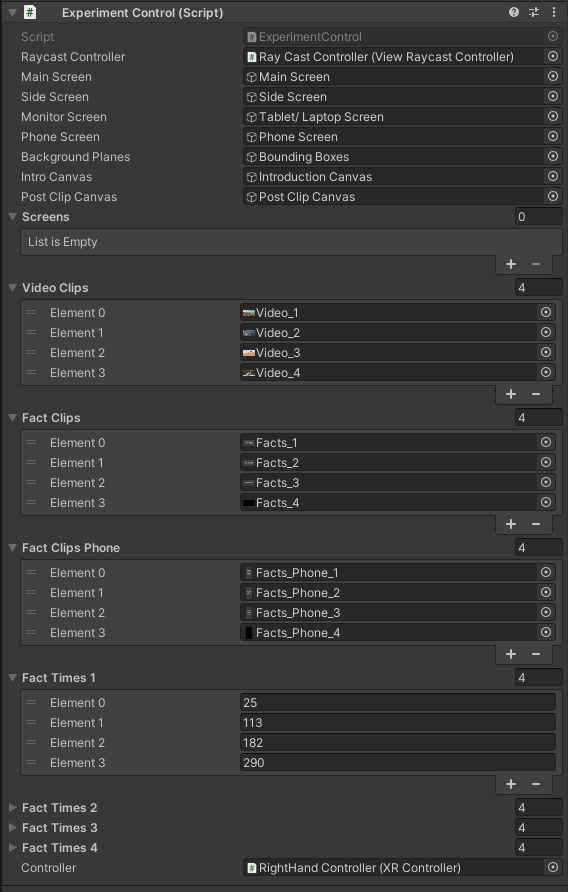 Experiment Control (Script)
Script ExperimentControl
Raycast Controller Ray Cast Controller (View Raycast Controller)
Main Screen Main Screen
Side Screen Side Screen
Monitor Screen Tablet/ Laptop Screen
Phone Screen Phone Screen
Background Planes Bounding Boxes
Intro Canvas Introduction Canvas
Post Clip Canvas Post Clip Canvas
Screens 0
List is Empty
Video Clips 4
Element 0 Video_1
Element 1 Video_2
Element 2 Video_3
Element 3 Video_4
Fact Clips 4
Element 0 Facts_1
Element 1 Facts_2
Element 2 Facts_3
Element 3 Facts_4
Fact Clips Phone 4
Element 0 Facts_Phone_1
Element 1 Facts_Phone_2
Element 2 Facts_Phone_3
Element 3 Facts_Phone_4
Fact Times 1 4
Element 0 25
Element 1 113
Element 2 182
Element 3 290
Fact Times 2 4
Fact Times 3 4
Fact Times 4 4
Controller RightHand Controller (XR Controller)